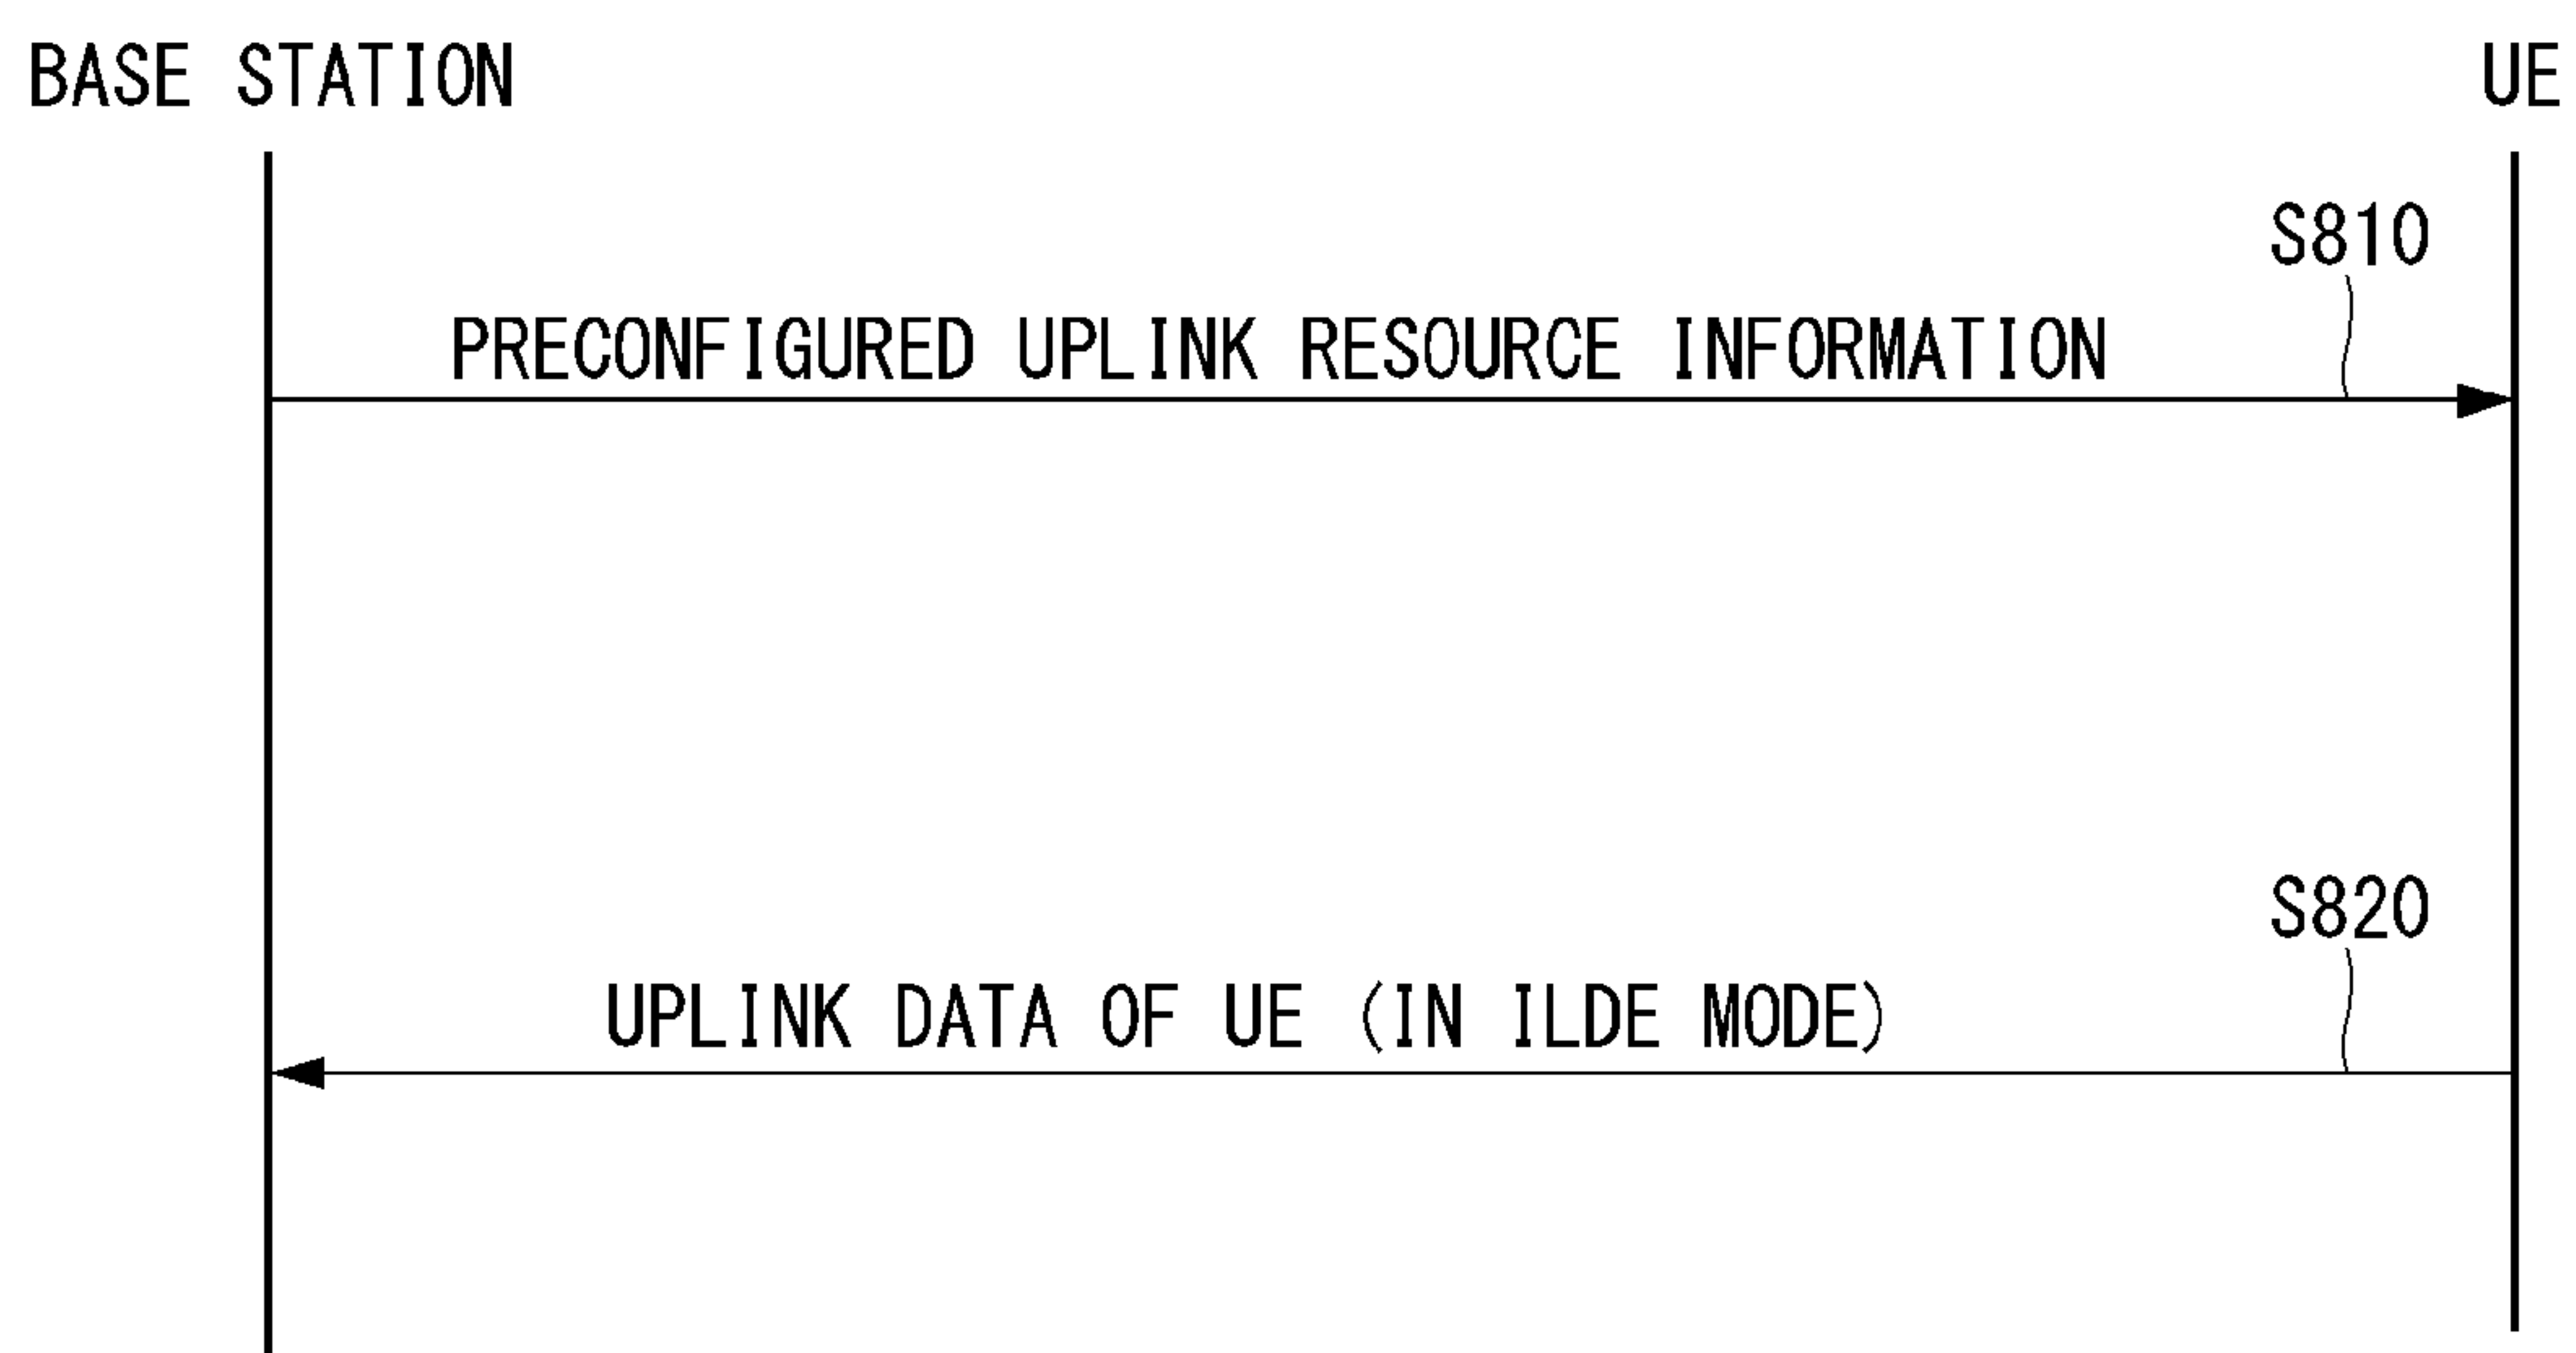 BASE STATION UE
S810
PRECONFIGURED UPLINK RESOURCE INFORMATION
S820
UPLINK DATA OF UE (IN ILDE MODE)